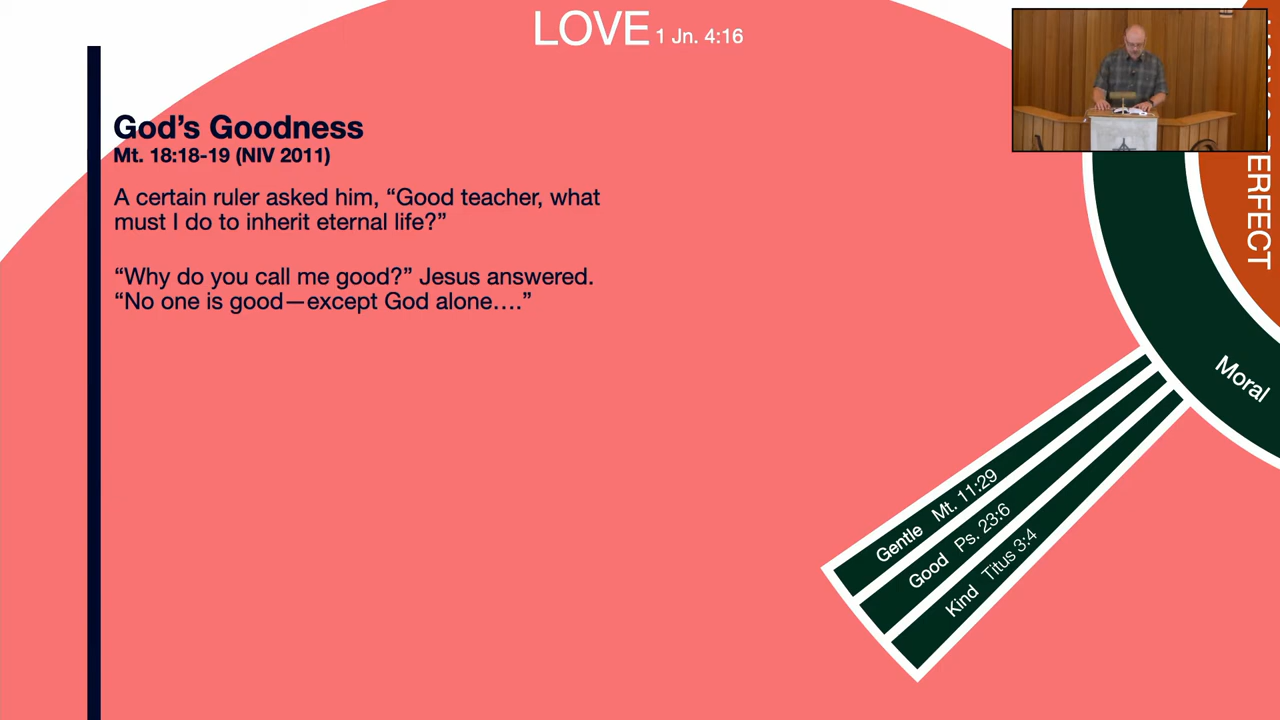 LOVE 1 Jn. 4:16
God’s Goodness
Mt. 18:18-19 (NIV 2011)
A certain ruler asked him, “Good teacher, what
must I do to inherit eternal life?”
“Why do you call me good?” Jesus answered.
“No one is good—except God alone….”
Moral
Gentle Mt. 11:29
Good Ps. 23:6
Kind Titus 3:4